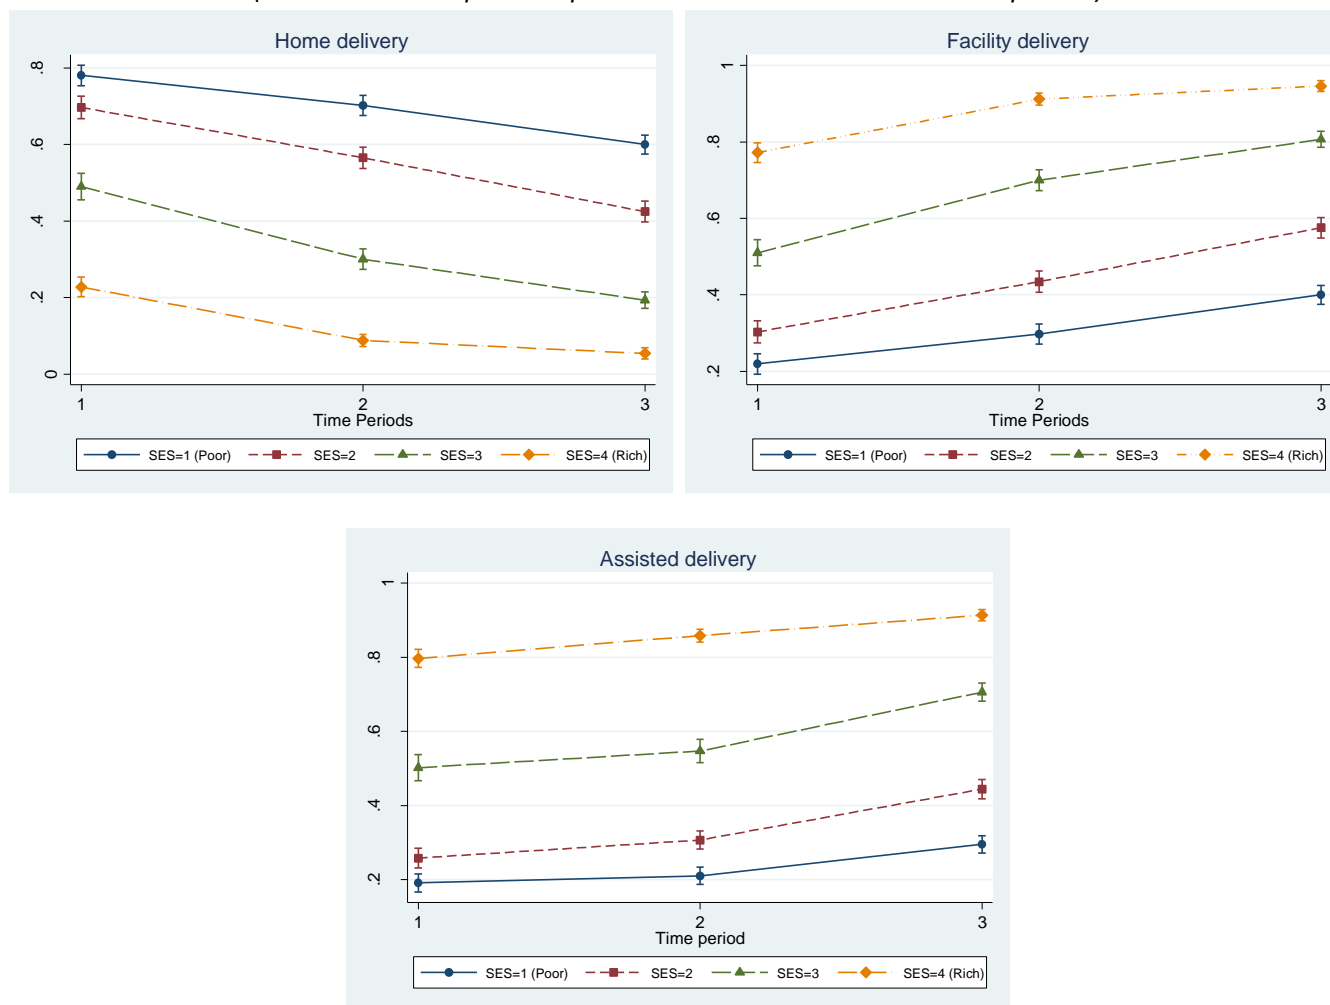 Home delivery
.8
.6
.4
.2
0
1 2 3
Time Periods
SES=1 (Poor) SES=2 SES=3 SES=4 (Rich)
Facility delivery
1
.8
.6
.4
.2
1 2 3
Time Periods
SES=1 (Poor) SES=2 SES=3 SES=4 (Rich)
Assisted delivery
1
.8
.6
.4
.2
1 2 3
Time period
SES=1 (Poor) SES=2 SES=3 SES=4 (Rich)